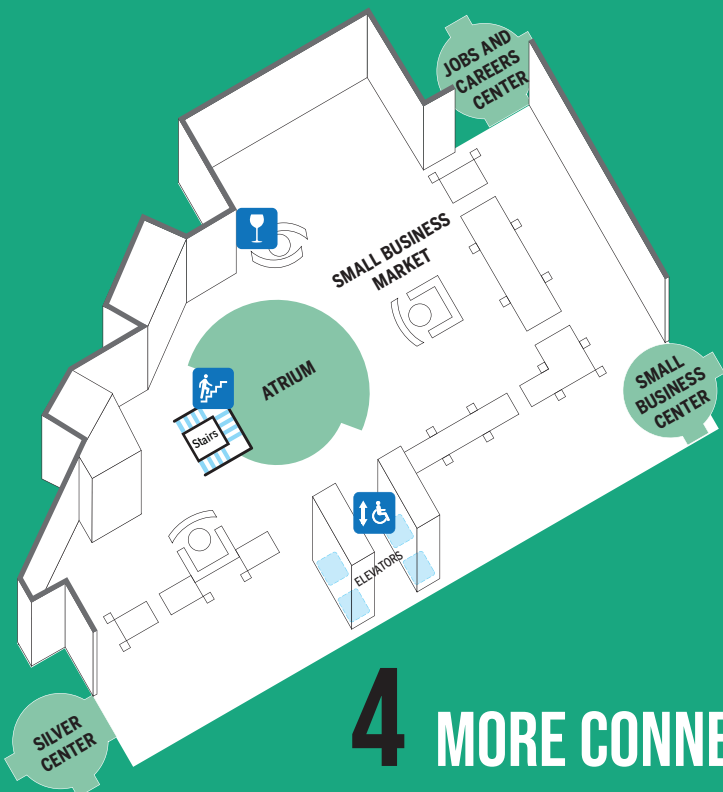 JOBS AND
CAREERS
CENTER
SMALL BUSINESS
MARKET
ATRIUM
SMALL
BUSINESS
CENTER
Stairs
ELEVATORS
SILVER
CENTER
4 MORE CONNE